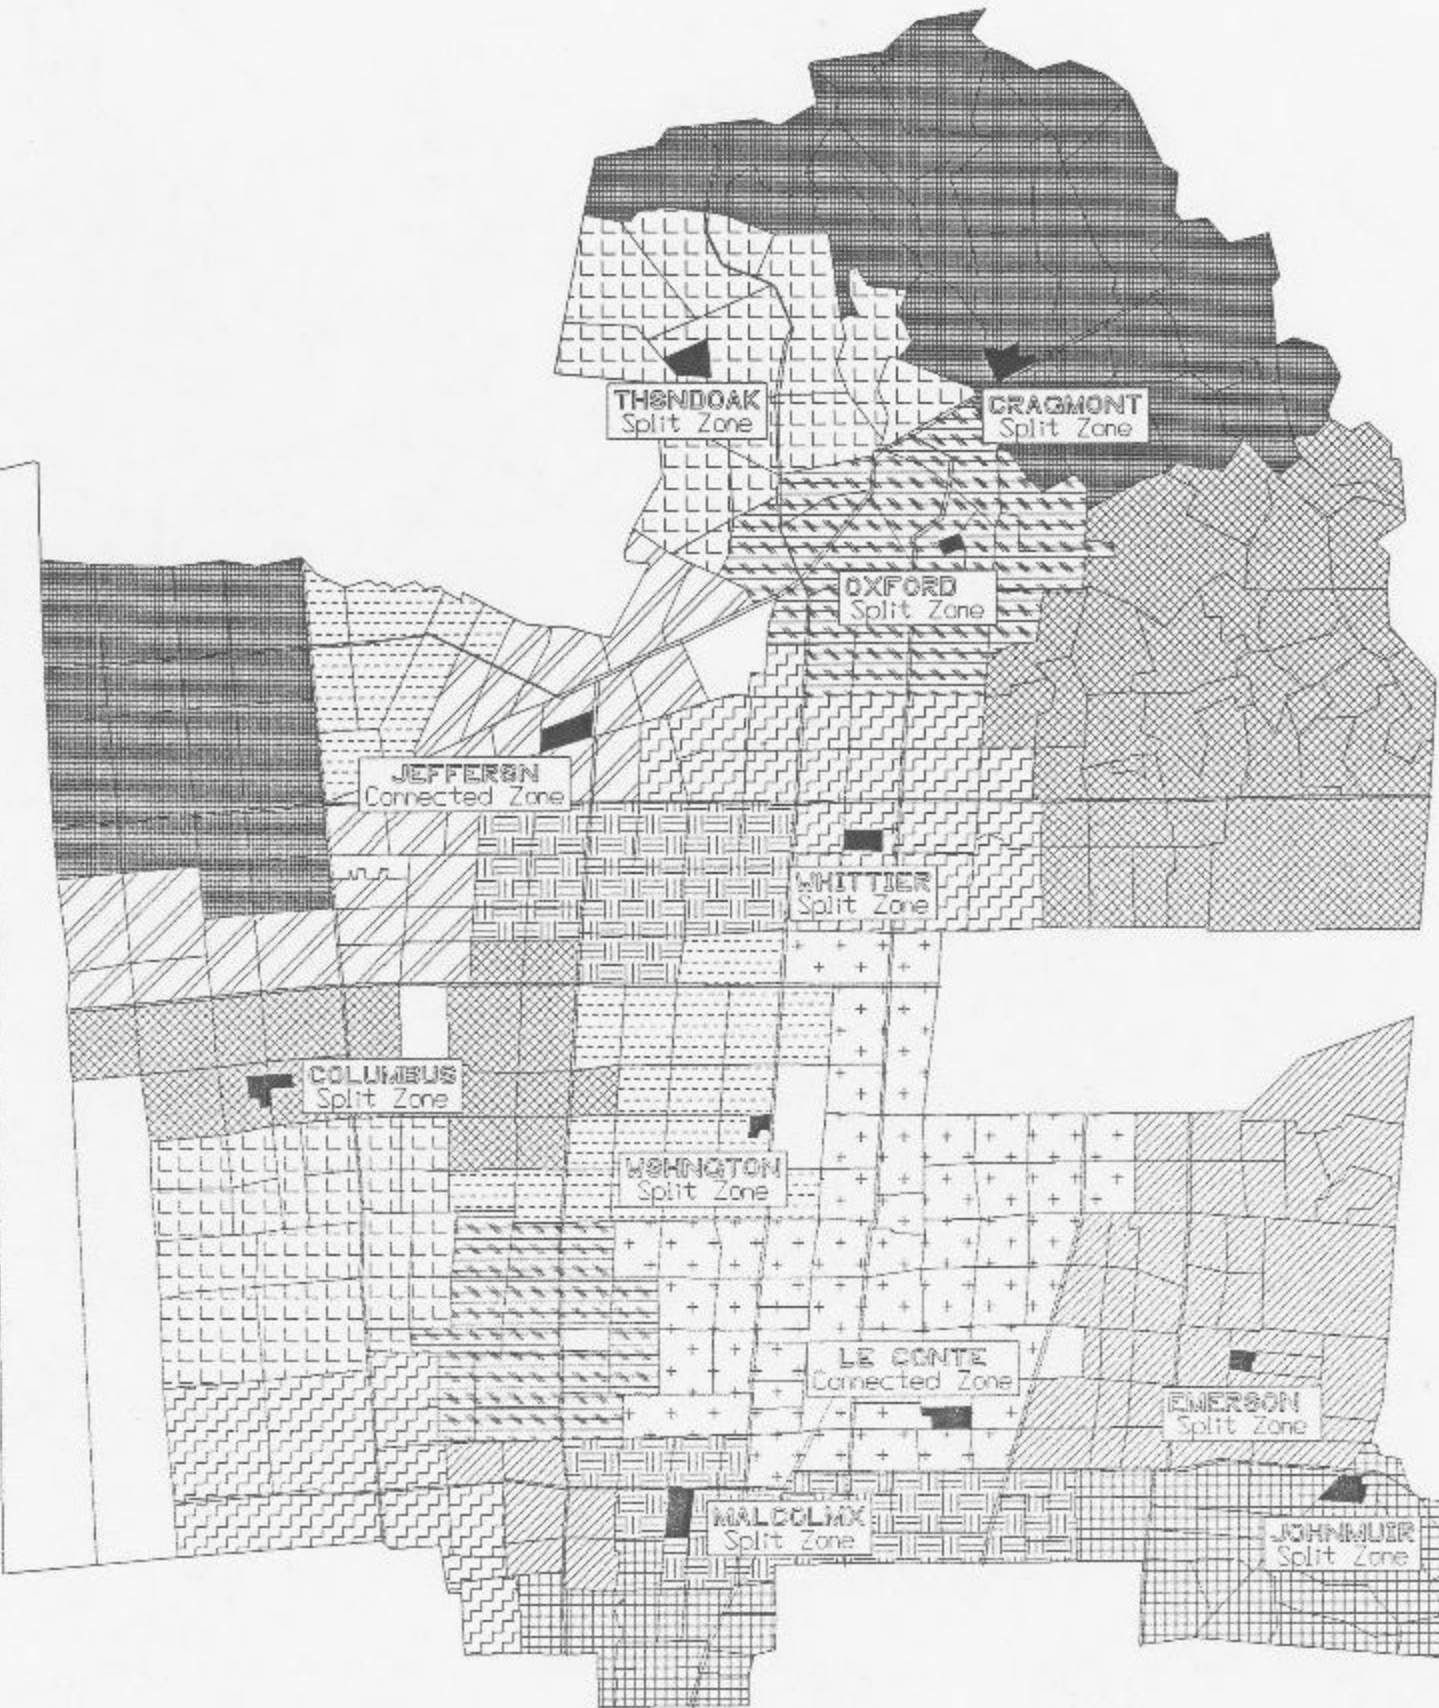 THSNDOAK
Split Zone
CRAGMONT
Split Zone
OXFORD
Split Zone
JEFFERSN
Connected Zone
WHITTIER
Split Zone
COLUMBUS
Split Zone
WSHNGTON
Split Zone
LE CONTE
Connected Zone
EMERSON
Split Zone
MALCOLMX
Split Zone
JOHNMUIR
Split Zone